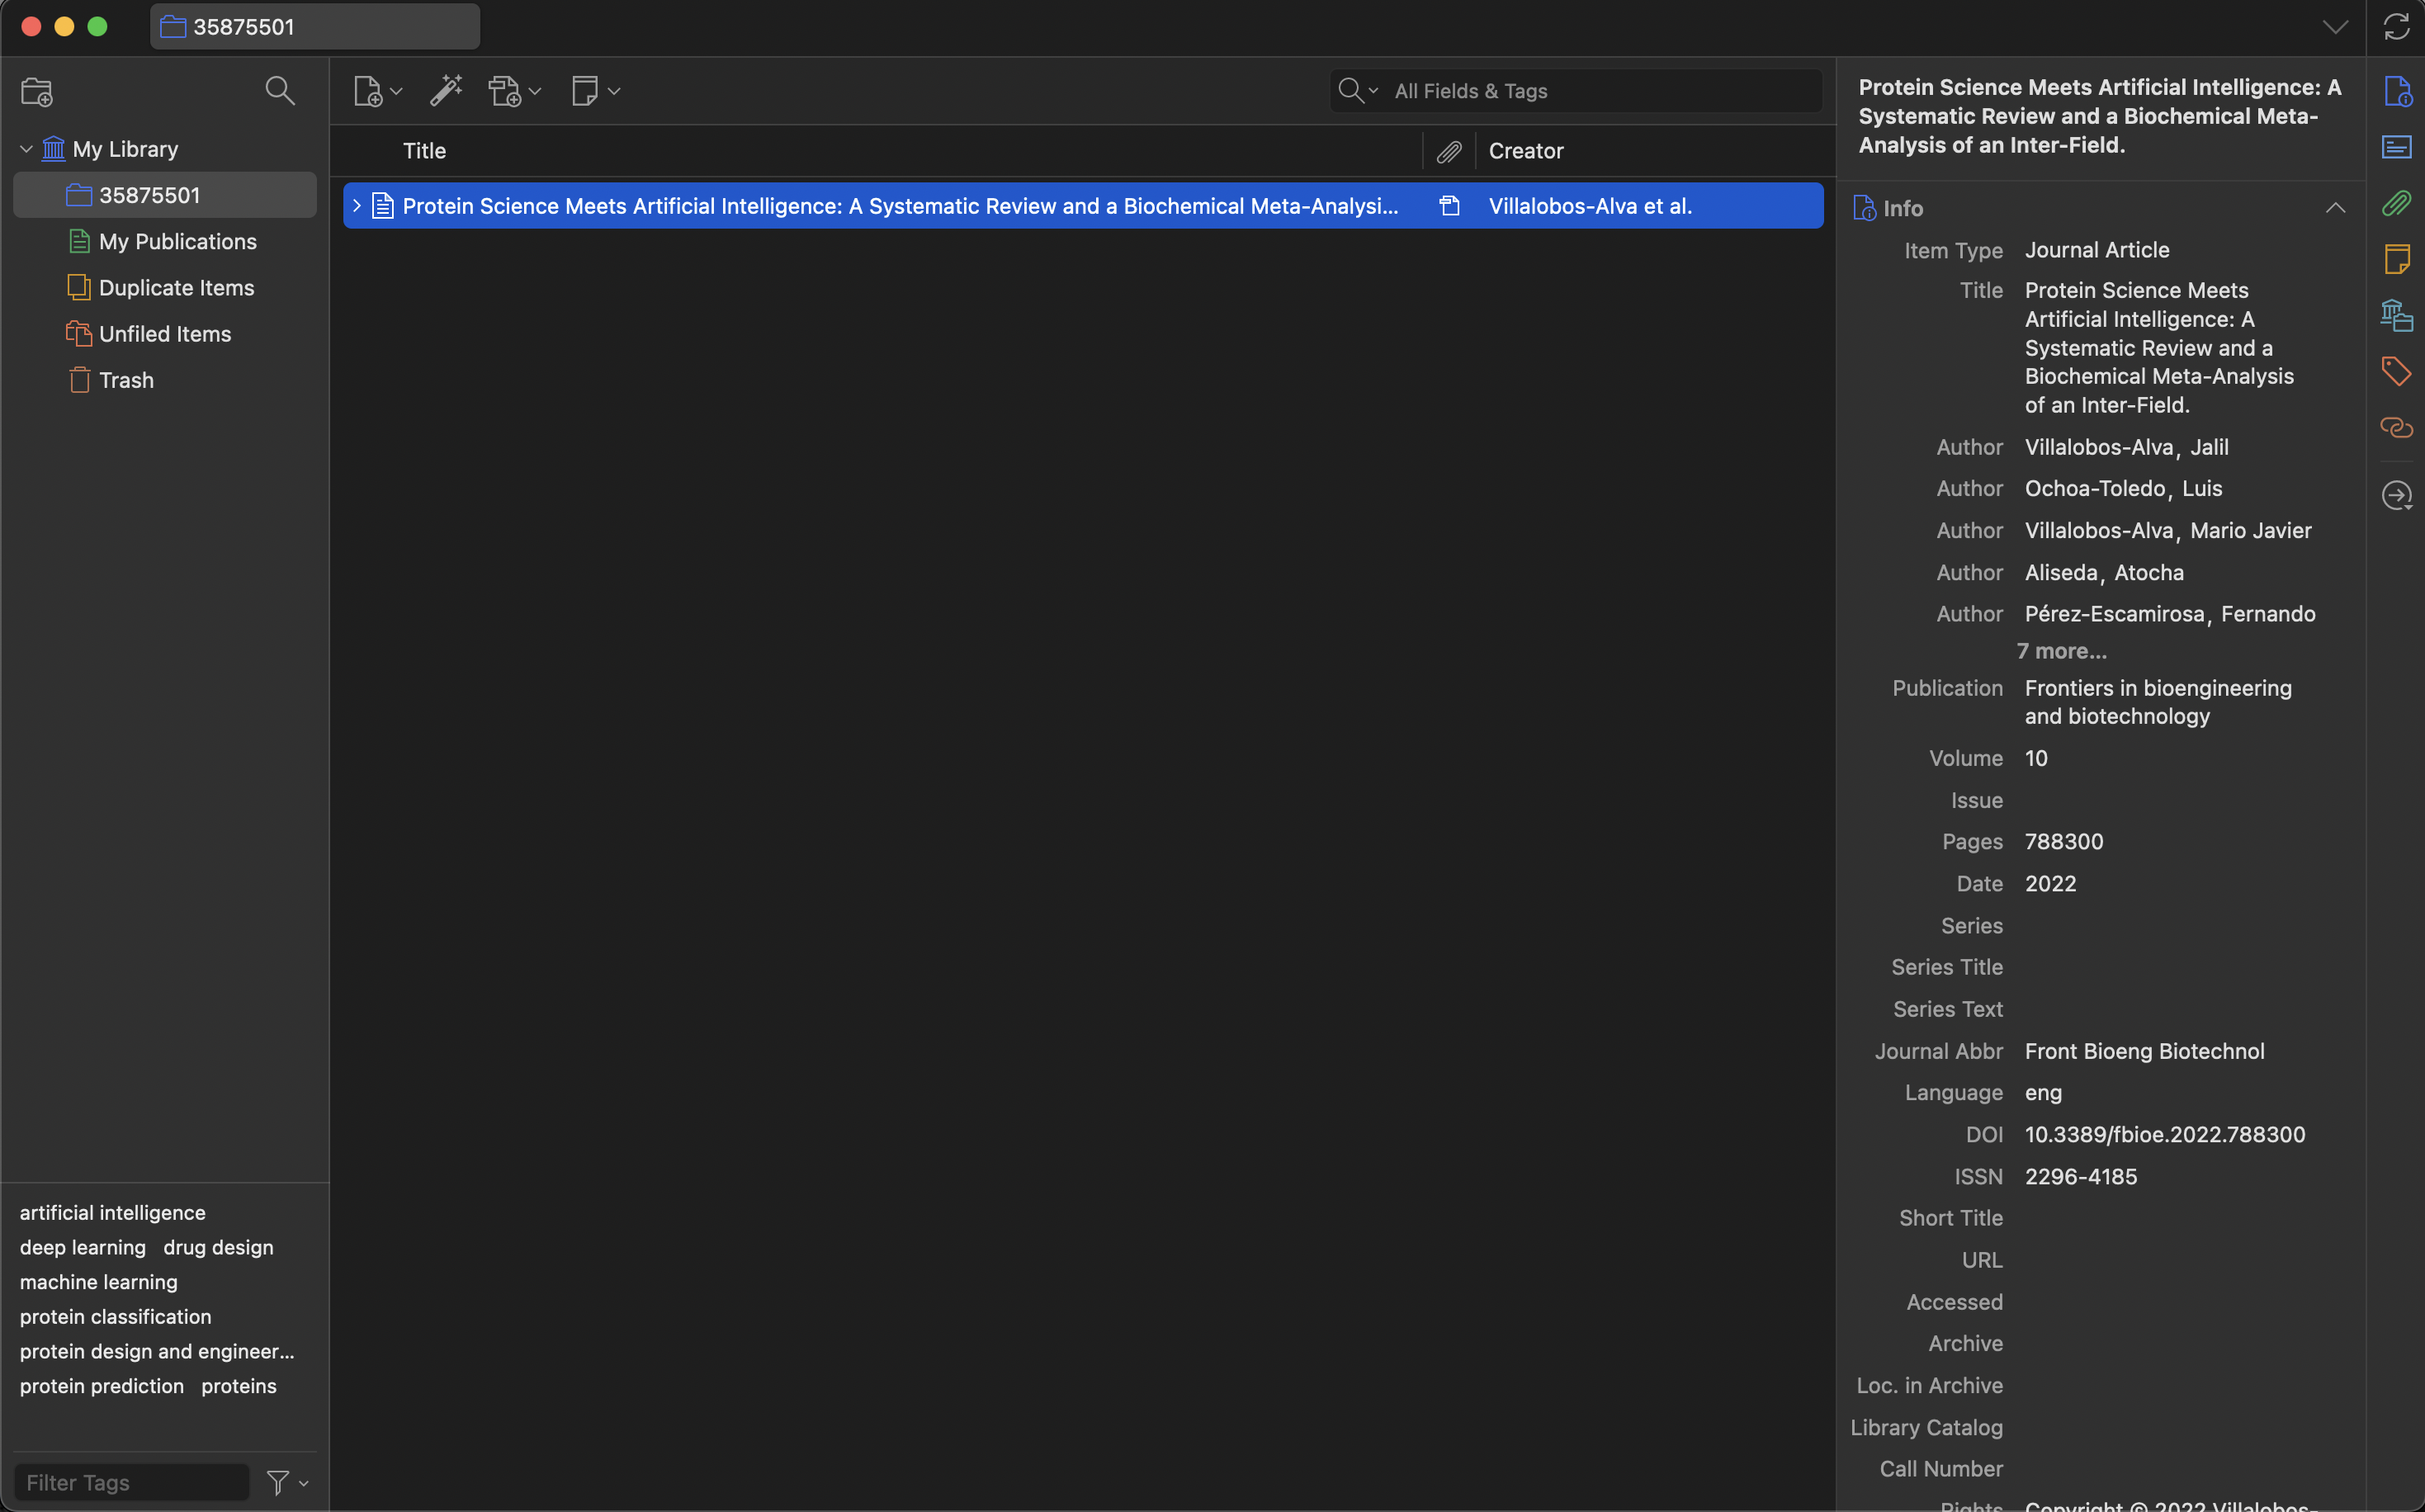 35875501
My Library
35875501
My Publications
Duplicate Items
Unfiled Items
Trash
artificial intelligence
deep learning drug design
machine learning
protein classification
protein design and engineer...
protein prediction proteins
Filter Tags
All Fields & Tags
Title Creator
Protein Science Meets Artificial Intelligence: A Systematic Review and a Biochemical Meta-Analysi... Villalobos-Alva et al.
Protein Science Meets Artificial Intelligence: A
Systematic Review and a Biochemical Meta-
Analysis of an Inter-Field.
Info
Item Type Journal Article
Title Protein Science Meets
Artificial Intelligence: A
Systematic Review and a
Biochemical Meta-Analysis
of an Inter-Field.
Author Villalobos-Alva, Jalil
Author Ochoa-Toledo, Luis
Author Villalobos-Alva, Mario Javier
Author Aliseda, Atocha
Author Pérez-Escamirosa, Fernando
7 more...
Publication Frontiers in bioengineering
and biotechnology
Volume 10
Issue
Pages 788300
Date 2022
Series
Series Title
Series Text
Journal Abbr Front Bioeng Biotechnol
Language eng
DOI 10.3389/fbioe.2022.788300
ISSN 2296-4185
Short Title
URL
Accessed
Archive
Loc. in Archive
Library Catalog
Call Number
Rights Copyright © 2022 Villalobos-